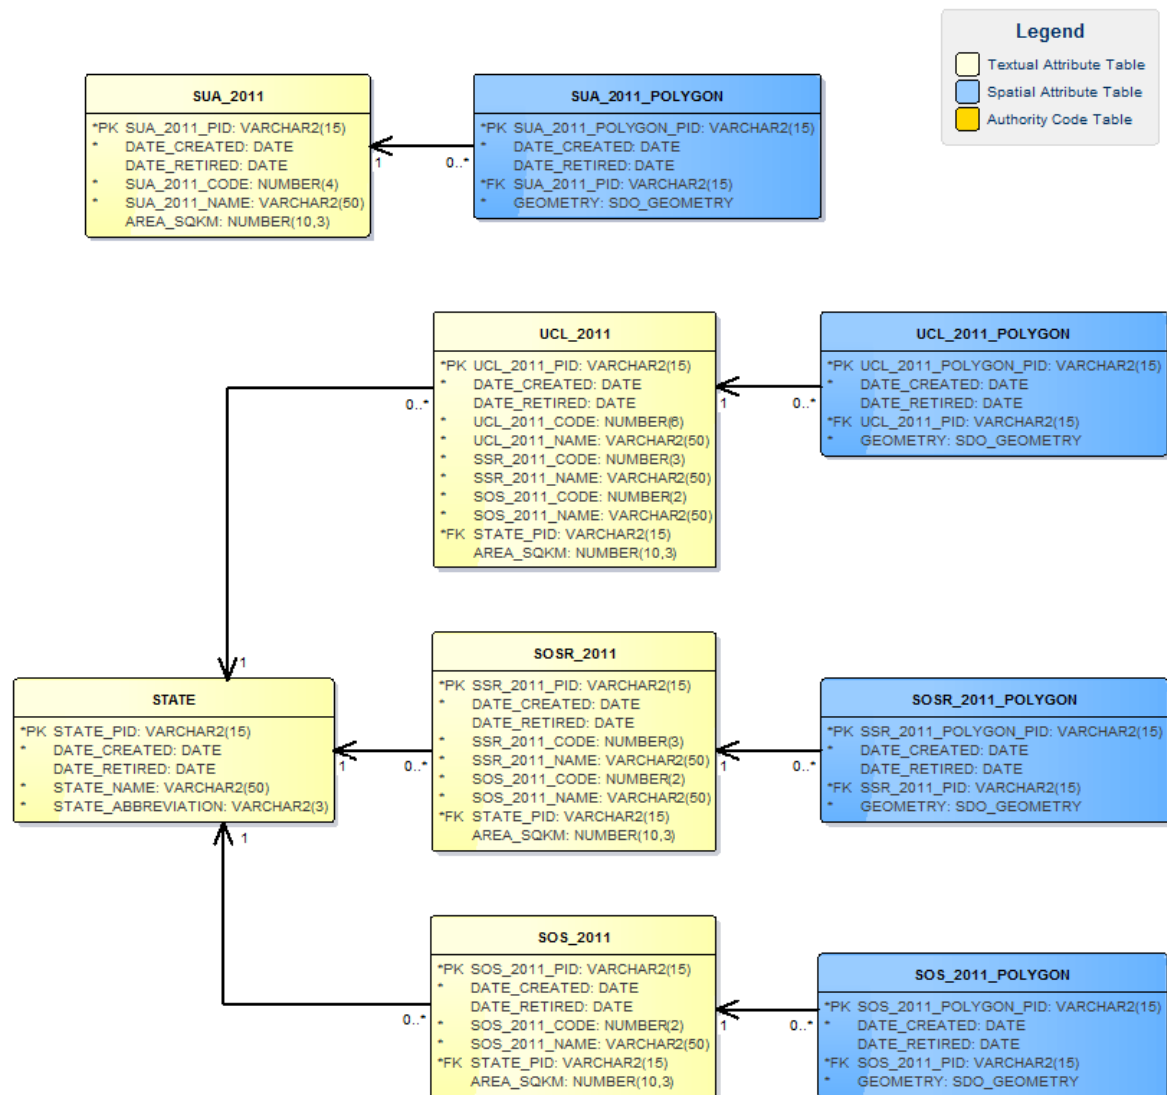 Legend
Textual Attribute Table
Spatial Attribute Table
Authority Code Table
SUA_2011
*PK SUA_2011_PID: VARCHAR2(15)
* DATE_CREATED: DATE
DATE_RETIRED: DATE
* SUA_2011_CODE: NUMBER(4)
* SUA_2011_NAME: VARCHAR2(50)
AREA_SQKM: NUMBER(10,3)
1
0..*
SUA_2011_POLYGON
*PK SUA_2011_POLYGON_PID: VARCHAR2(15)
* DATE_CREATED: DATE
DATE_RETIRED: DATE
*FK SUA_2011_PID: VARCHAR2(15)
* GEOMETRY: SDO_GEOMETRY
UCL_2011
*PK UCL_2011_PID: VARCHAR2(15)
* DATE_CREATED: DATE
DATE_RETIRED: DATE
* UCL_2011_CODE: NUMBER(6)
* UCL_2011_NAME: VARCHAR2(50)
* SSR_2011_CODE: NUMBER(3)
* SSR_2011_NAME: VARCHAR2(50)
* SOS_2011_CODE: NUMBER(2)
* SOS_2011_NAME: VARCHAR2(50)
*FK STATE_PID: VARCHAR2(15)
AREA_SQKM: NUMBER(10,3)
0..*
1
0..*
UCL_2011_POLYGON
*PK UCL_2011_POLYGON_PID: VARCHAR2(15)
* DATE_CREATED: DATE
DATE_RETIRED: DATE
*FK UCL_2011_PID: VARCHAR2(15)
* GEOMETRY: SDO_GEOMETRY
1
STATE
*PK STATE_PID: VARCHAR2(15)
* DATE_CREATED: DATE
DATE_RETIRED: DATE
* STATE_NAME: VARCHAR2(50)
* STATE_ABBREVIATION: VARCHAR2(3)
1
0..*
SOSR_2011
*PK SSR_2011_PID: VARCHAR2(15)
* DATE_CREATED: DATE
DATE_RETIRED: DATE
* SSR_2011_CODE: NUMBER(3)
* SSR_2011_NAME: VARCHAR2(50)
* SOS_2011_CODE: NUMBER(2)
* SOS_2011_NAME: VARCHAR2(50)
*FK STATE_PID: VARCHAR2(15)
AREA_SQKM: NUMBER(10,3)
1
0..*
SOSR_2011_POLYGON
*PK SSR_2011_POLYGON_PID: VARCHAR2(15)
* DATE_CREATED: DATE
DATE_RETIRED: DATE
*FK SSR_2011_PID: VARCHAR2(15)
* GEOMETRY: SDO_GEOMETRY
1
0..*
SOS_2011
*PK SOS_2011_PID: VARCHAR2(15)
* DATE_CREATED: DATE
DATE_RETIRED: DATE
* SOS_2011_CODE: NUMBER(2)
* SOS_2011_NAME: VARCHAR2(50)
*FK STATE_PID: VARCHAR2(15)
AREA_SQKM: NUMBER(10,3)
1
0..*
SOS_2011_POLYGON
*PK SOS_2011_POLYGON_PID: VARCHAR2(15)
* DATE_CREATED: DATE
DATE_RETIRED: DATE
*FK SOS_2011_PID: VARCHAR2(15)
* GEOMETRY: SDO_GEOMETRY